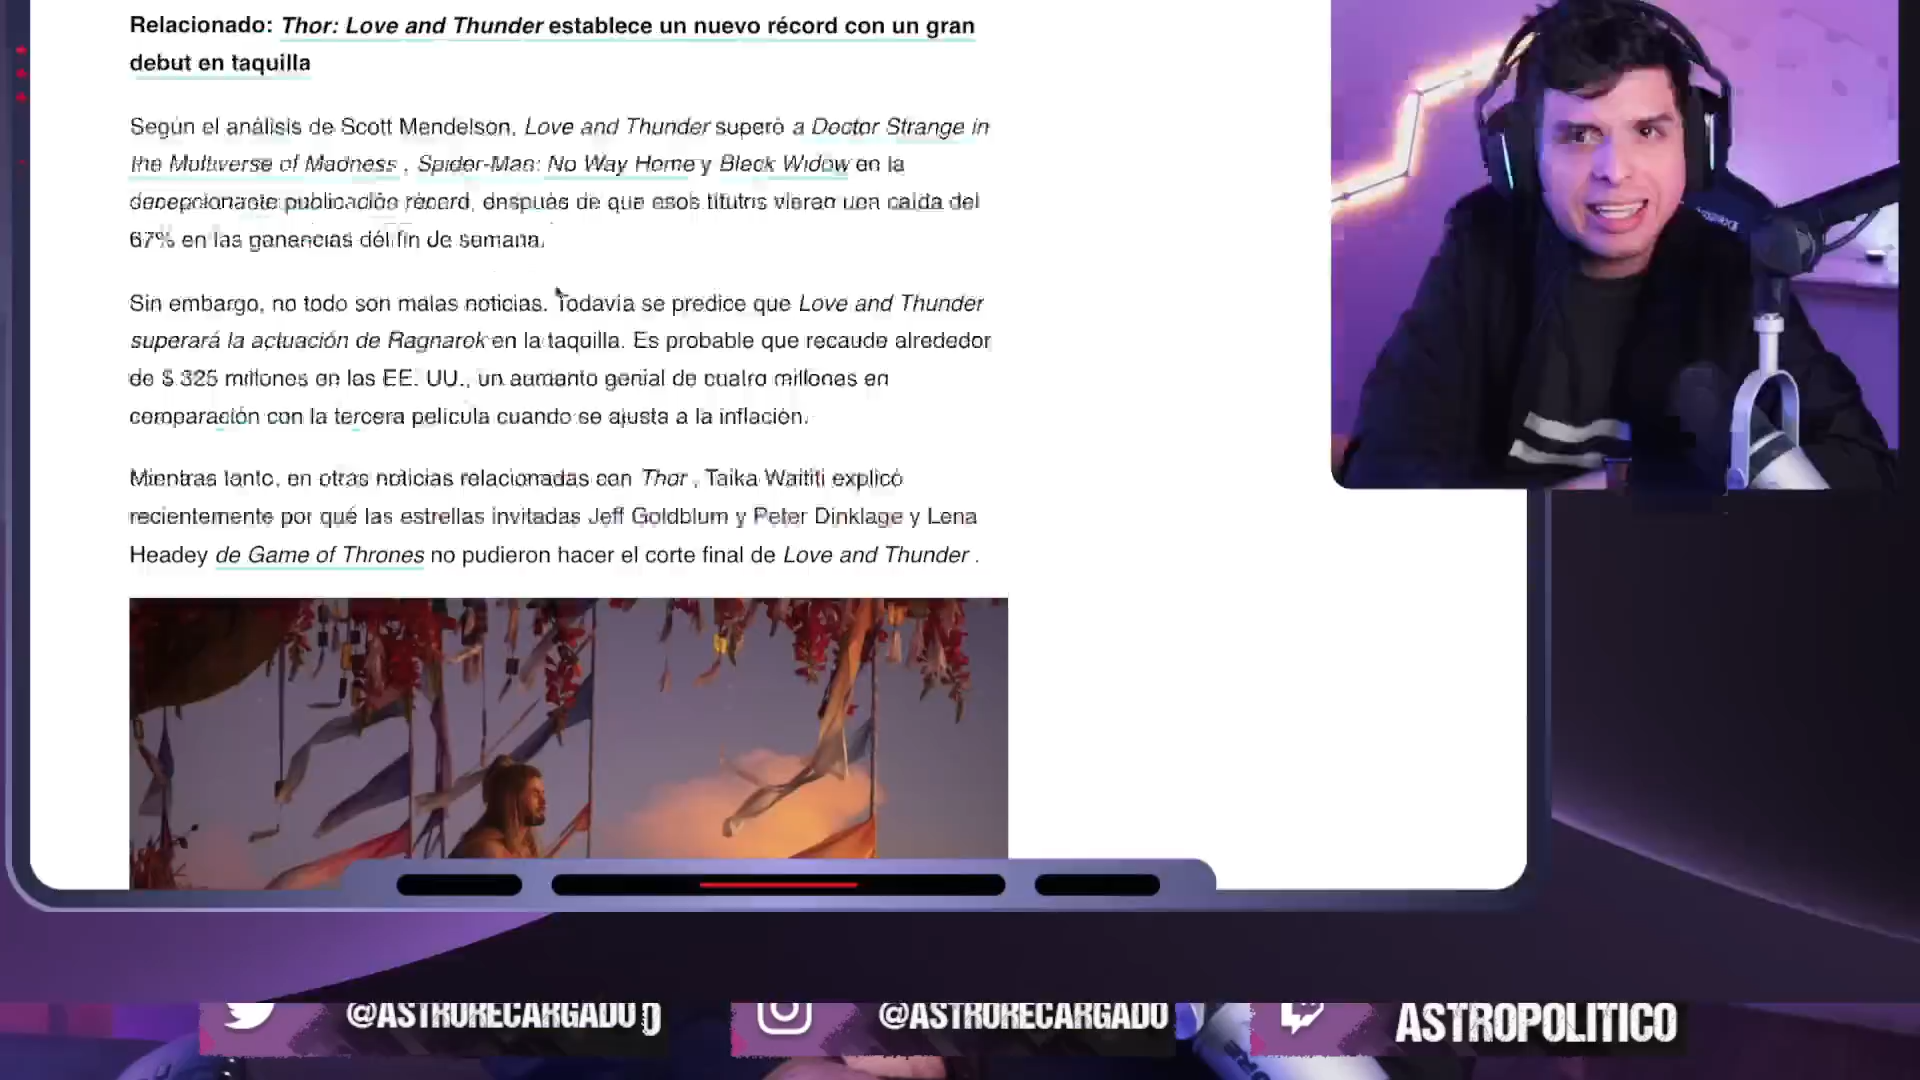 Relacionado: Thor: Love and Thunder establece un nuevo récord con un gran
debut en taquilla
Según el análisis de Scott Mendelson, Love and Thunder superó a Doctor Strange in
the Multiverse of Madness , Spider-Man: No Way Home y Black Widow en la
decepcionante publicación récord, después de que esos títulos vieran una caída del
67% en las ganancias del fin de semana.
Sin embargo, no todo son malas noticias. Todavía se predice que Love and Thunder
superará la actuación de Ragnarok en la taquilla. Es probable que recaude alrededor
de $ 325 millones en las EE. UU., un aumento genial de cuatro millones en
comparación con la tercera película cuando se ajusta a la inflación.
Mientras tanto, en otras noticias relacionadas con Thor , Taika Waititi explicó
recientemente por qué las estrellas invitadas Jeff Goldblum y Peter Dinklage y Lena
Headey de Game of Thrones no pudieron hacer el corte final de Love and Thunder .
@ASTRORECARGADO @ASTRORECARGADO ASTROPOLITICO